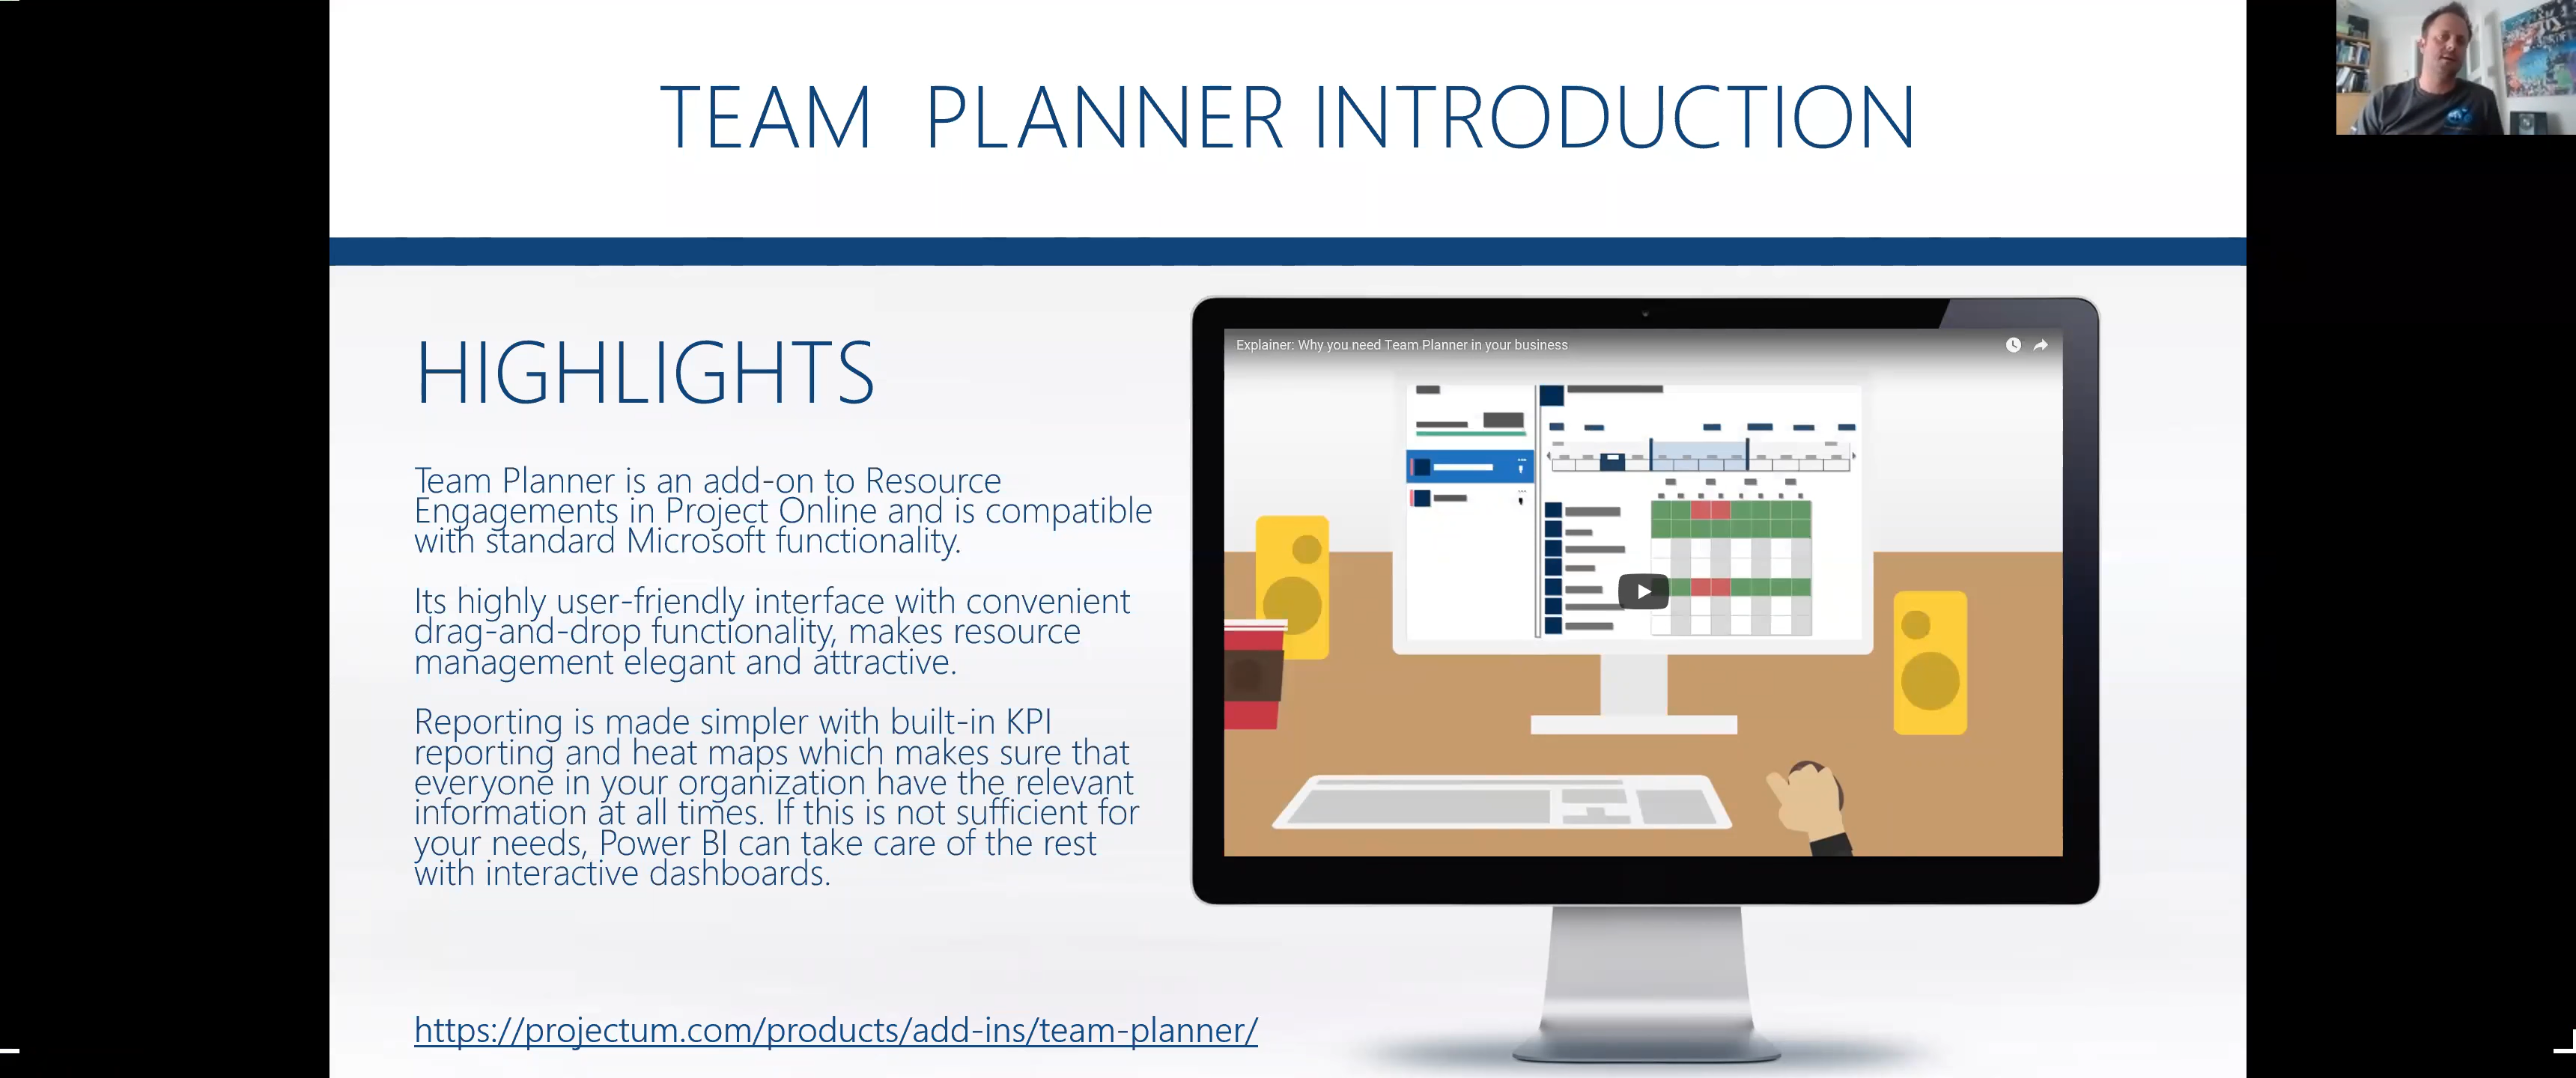 TEAM  PLANNER INTRODUCTION
HIGHLIGHTS
Team Planner is an add-on to Resource
Engagements in Project Online and is compatible
with standard Microsoft functionality.
Its highly user-friendly interface with convenient
drag-and-drop functionality, makes resource
management elegant and attractive.
Reporting is made simpler with built-in KPI
reporting and heat maps which makes sure that
everyone in your organization have the relevant
information at all times. If this is not sufficient for
your needs, Power BI can take care of the rest
with interactive dashboards.
https://projectum.com/products/add-ins/team-planner/
Explainer: Why you need Team Planner in your business